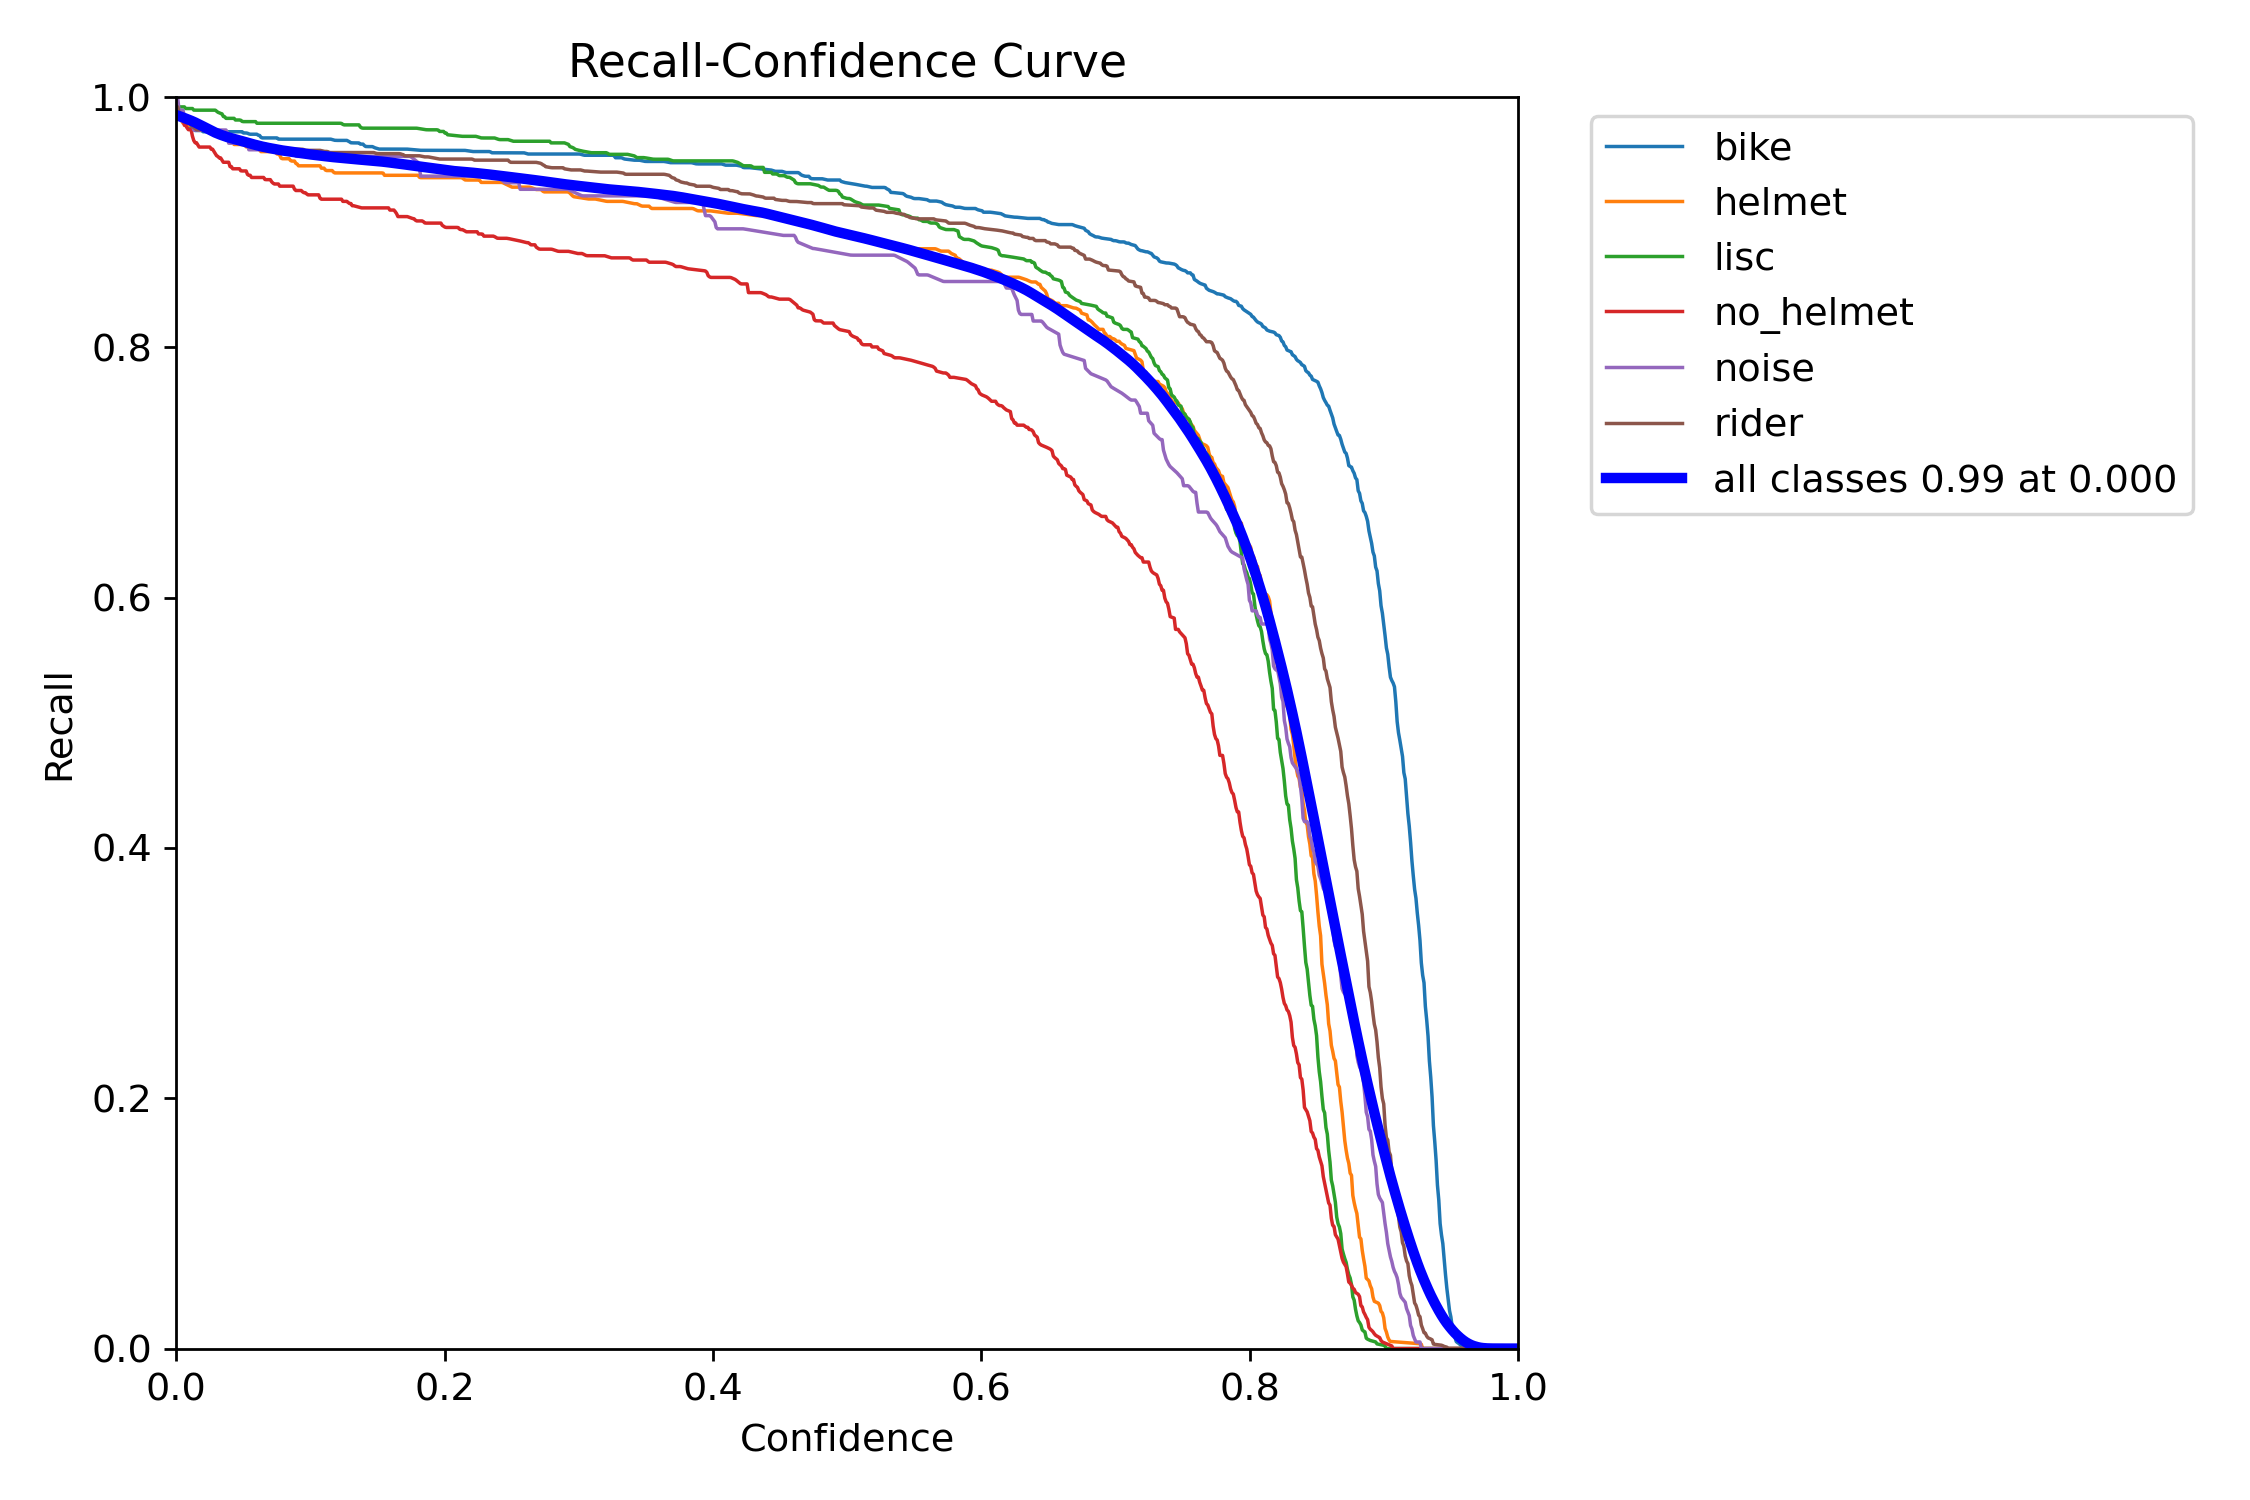 Recall-Confidence Curve
1.0
0.8
0.6
0.4
0.2
0.0
Recall
0.0 0.2 0.4 0.6 0.8 1.0
Confidence
bike
helmet
lisc
no_helmet
noise
rider
all classes 0.99 at 0.000